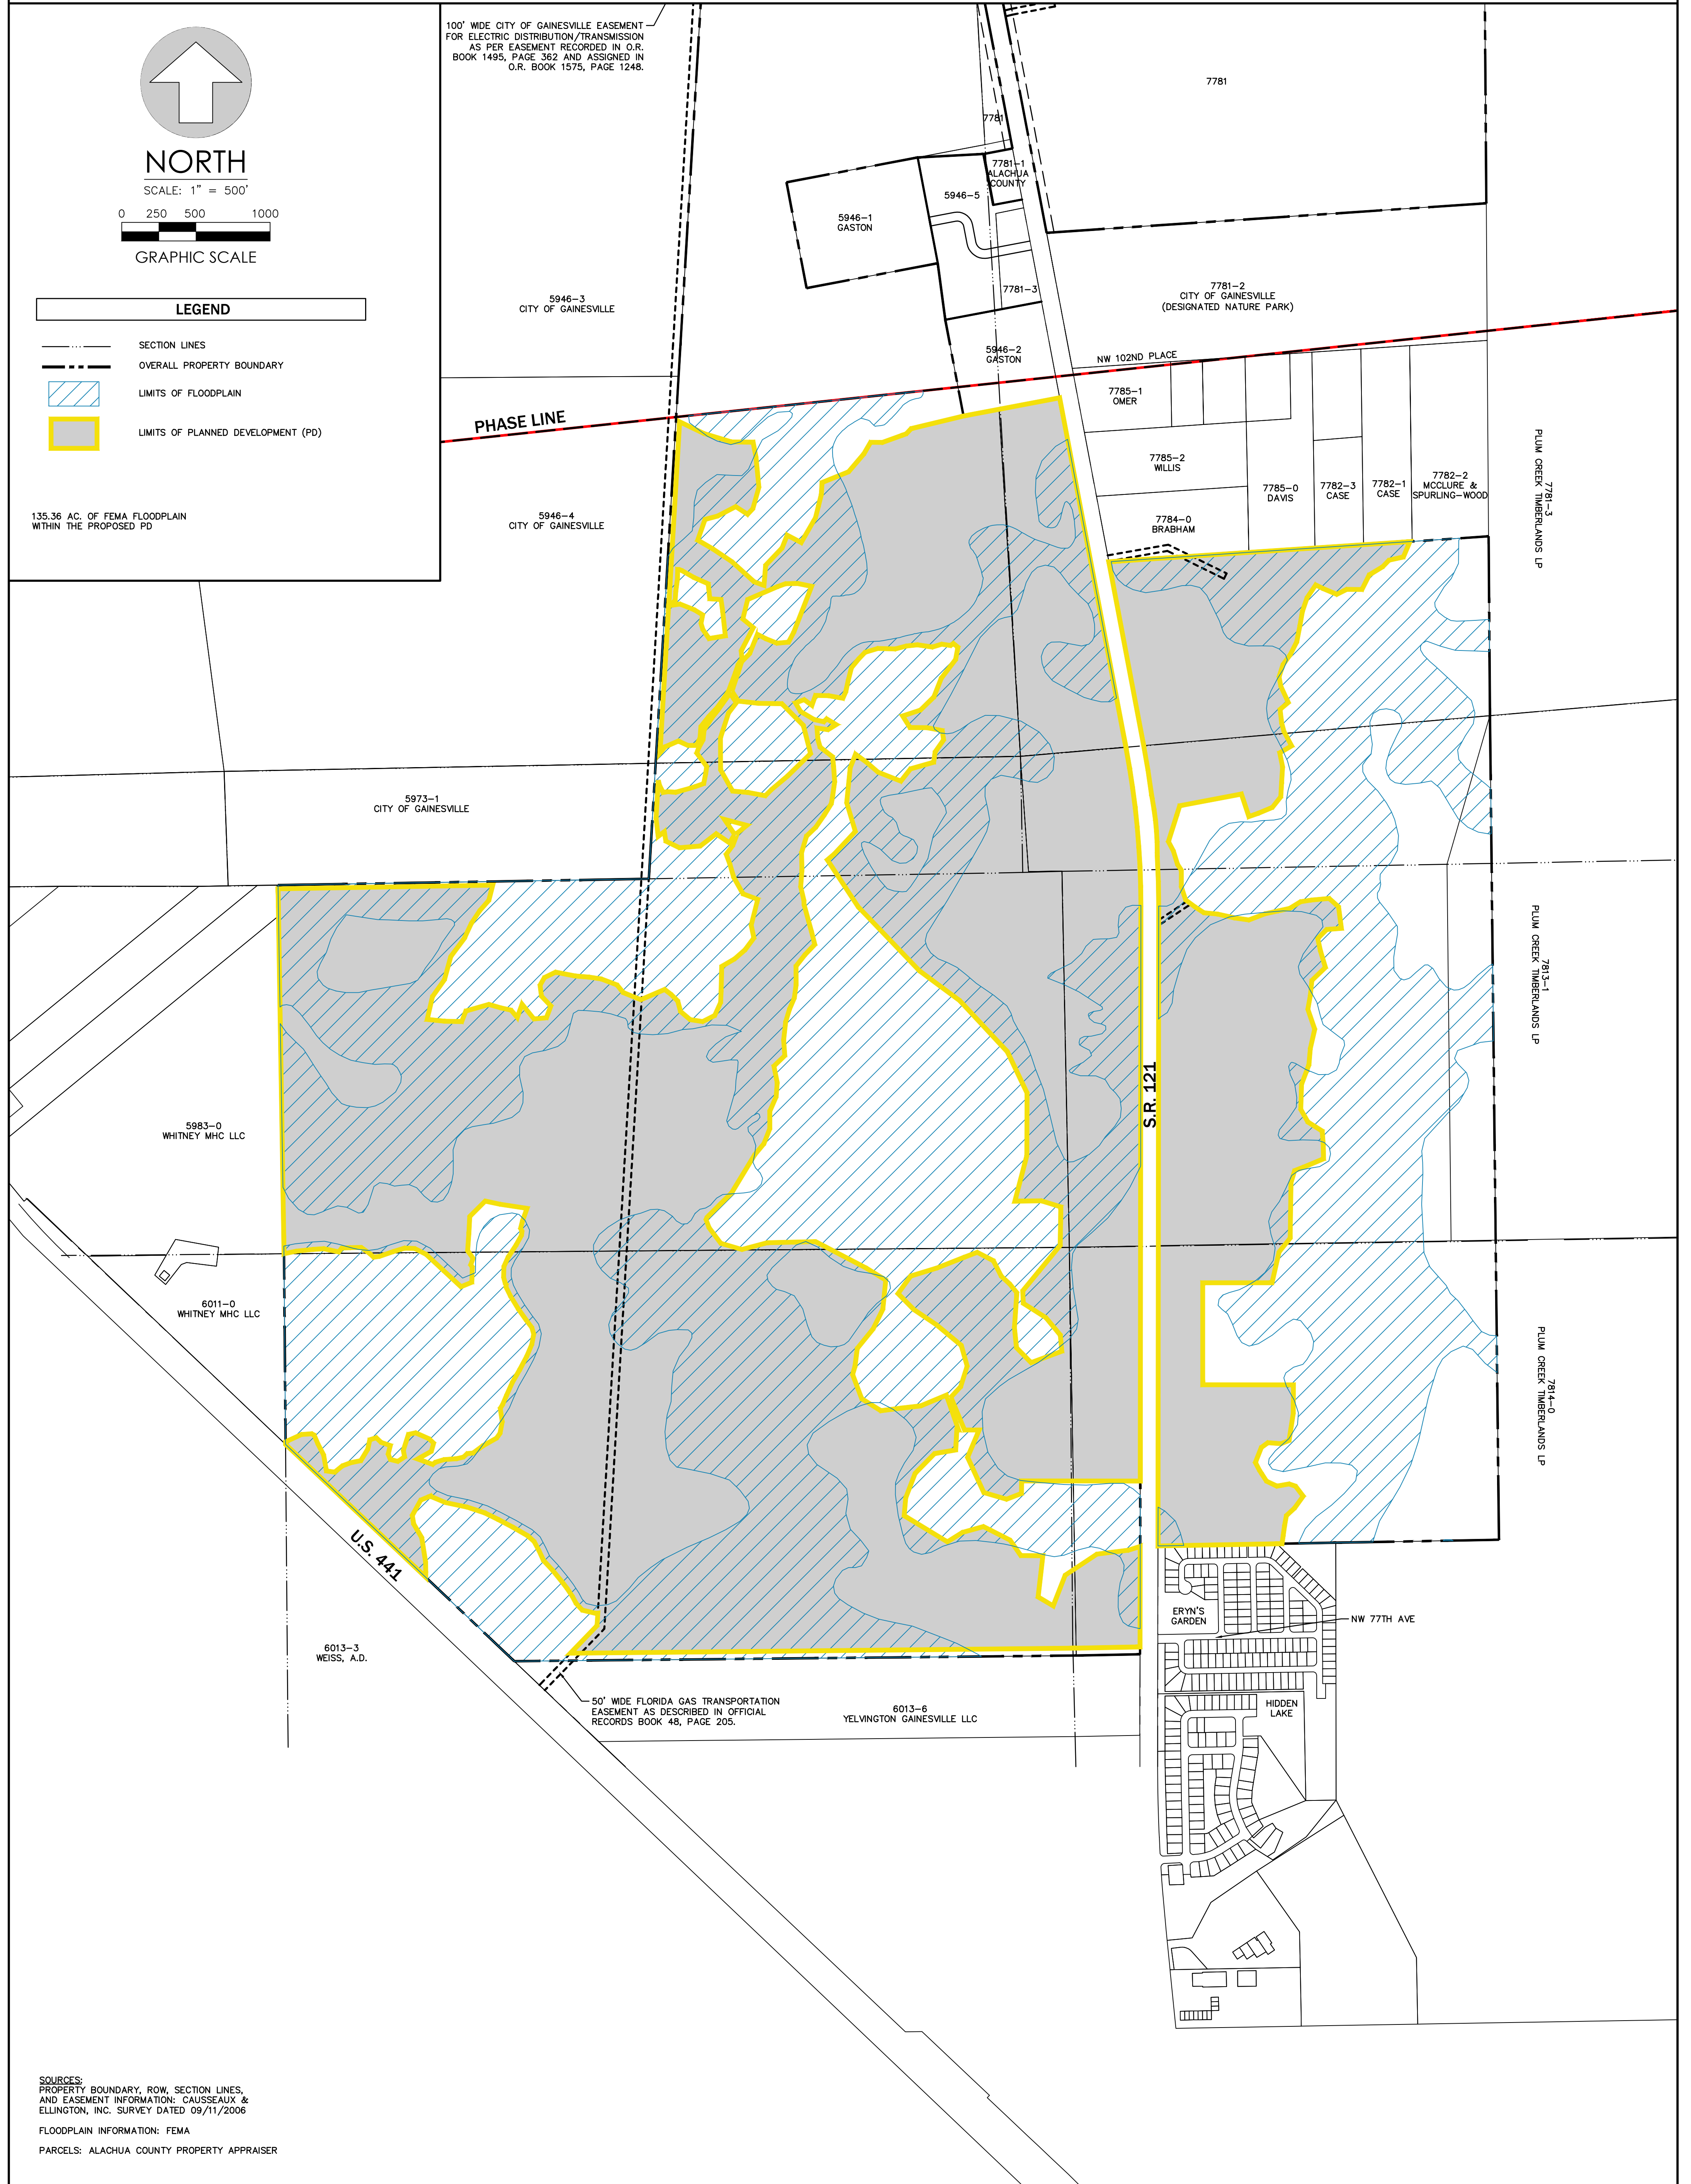 NORTH
SCALE: 1" = 500'
0 250 500 1000
GRAPHIC SCALE
LEGEND
SECTION LINES
OVERALL PROPERTY BOUNDARY
LIMITS OF FLOODPLAIN
LIMITS OF PLANNED DEVELOPMENT (PD)
135.36 AC. OF FEMA FLOODPLAIN
WITHIN THE PROPOSED PD
100' WIDE CITY OF GAINESVILLE EASEMENT
FOR ELECTRIC DISTRIBUTION/TRANSMISSION
AS PER EASEMENT RECORDED IN O.R.
BOOK 1495, PAGE 362 AND ASSIGNED IN
O.R. BOOK 1575, PAGE 1248.
7781
7781
7781-1
ALACHUA
COUNTY
5946-5
5946-1
GASTON
7781-3
5946-3
CITY OF GAINESVILLE
7781-2
CITY OF GAINESVILLE
(DESIGNATED NATURE PARK)
5946-2
GASTON
NW 102ND PLACE
PHASE LINE
7785-1
OMER
7785-2
WILLIS
7784-0
BRABHAM
7785-0
DAVIS
7782-3
CASE
7782-1
CASE
7782-2
MCCLURE &
SPURLING-WOOD
7781-3
PLUM CREEK TIMBERLANDS LP
5946-4
CITY OF GAINESVILLE
5973-1
CITY OF GAINESVILLE
7813-1
PLUM CREEK TIMBERLANDS LP
S.R. 121
5983-0
WHITNEY MHC LLC
6011-0
WHITNEY MHC LLC
7814-0
PLUM CREEK TIMBERLANDS LP
U.S. 441
ERYN'S
GARDEN
NW 77TH AVE
6013-3
WEISS, A.D.
50' WIDE FLORIDA GAS TRANSPORTATION
EASEMENT AS DESCRIBED IN OFFICIAL
RECORDS BOOK 48, PAGE 205.
6013-6
YELVINGTON GAINESVILLE LLC
HIDDEN
LAKE
SOURCES:
PROPERTY BOUNDARY, ROW, SECTION LINES,
AND EASEMENT INFORMATION: CAUSSEAUX &
ELLINGTON, INC. SURVEY DATED 09/11/2006
FLOODPLAIN INFORMATION: FEMA
PARCELS: ALACHUA COUNTY PROPERTY APPRAISER